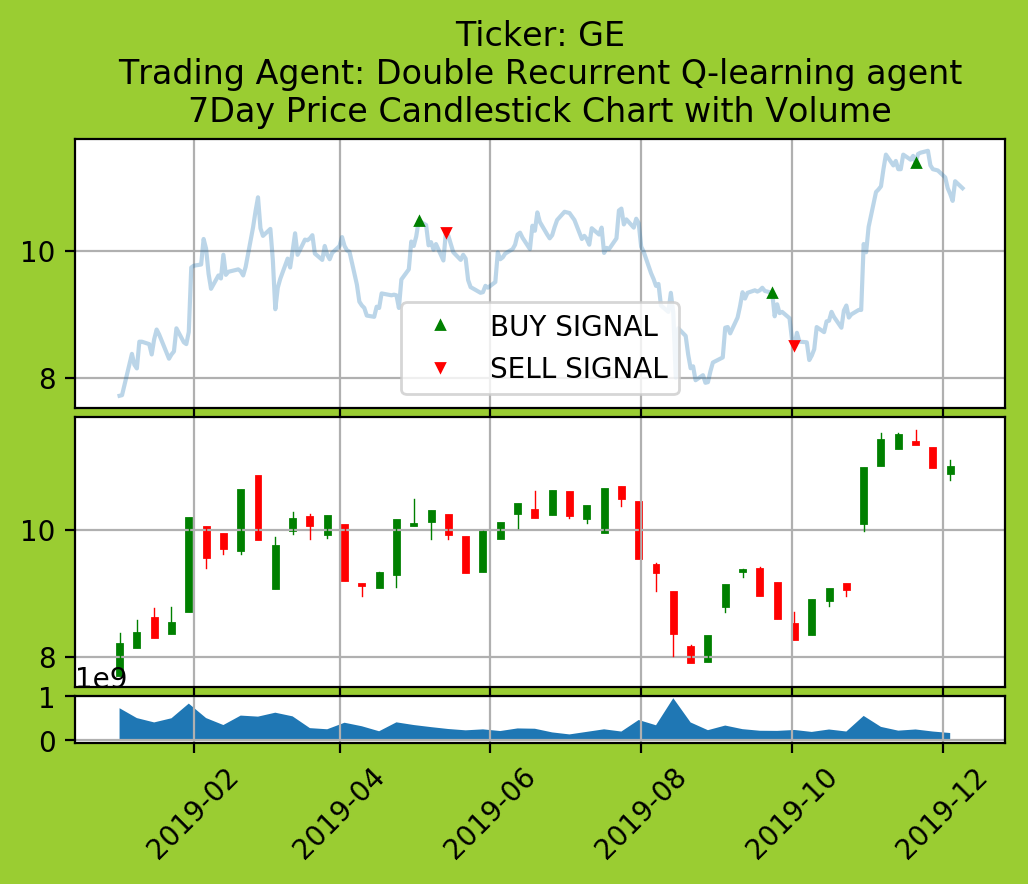 Ticker: GE
Trading Agent: Double Recurrent Q-learning agent
7Day Price Candlestick Chart with Volume
10
8
BUY SIGNAL
SELL SIGNAL
10
8
1e9
1
0
2019-02
2019-04
2019-06
2019-08
2019-10
2019-12